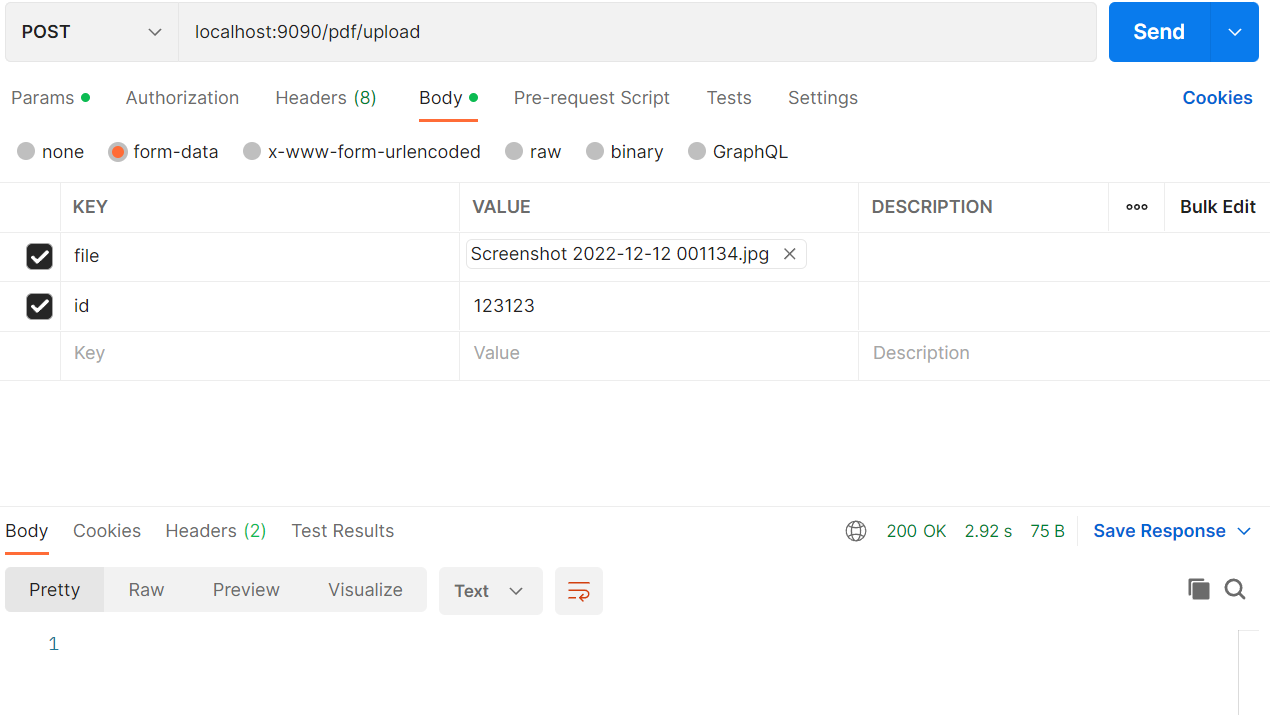 POST localhost:9090/pdf/upload Send
Params Authorization Headers (8) Body Pre-request Script Tests Settings Cookies
none form-data x-www-form-urlencoded raw binary GraphQL
KEY VALUE DESCRIPTION Bulk Edit
file Screenshot 2022-12-12 001134.jpg
id 123123
Key Value Description
Body Cookies Headers (2) Test Results 200 OK 2.92 s 75 B Save Response
Pretty Raw Preview Visualize Text
1